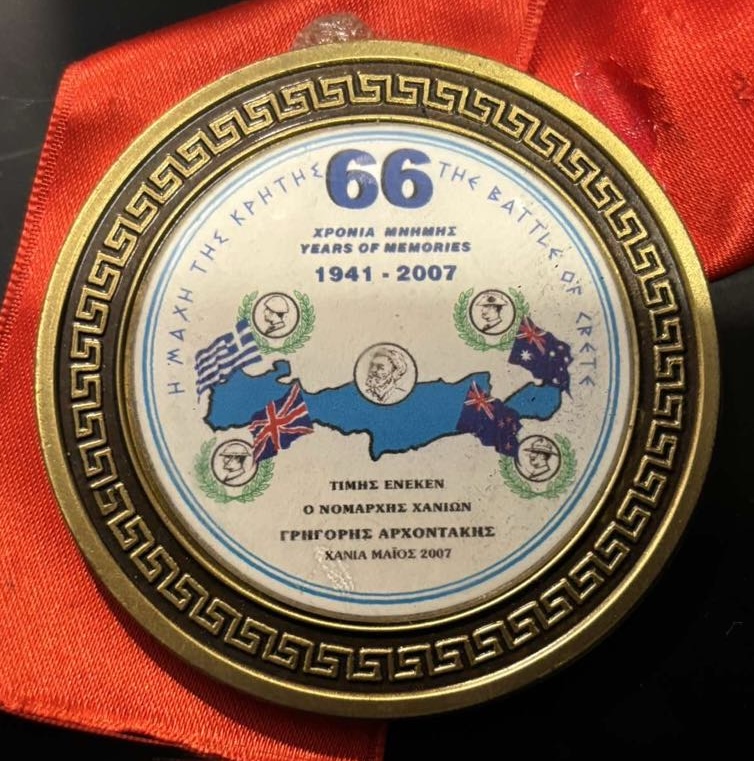 Η ΜΑΧΗ ΤΗΣ ΚΡΗΤΗΣ
66
THE BATTLE OF CRETE
ΧΡΟΝΙΑ ΜΝΗΜΗΣ
YEARS OF MEMORIES
1941 - 2007
ΤΙΜΗΣ ΕΝΕΚΕΝ
Ο ΝΟΜΑΡΧΗΣ ΧΑΝΙΩΝ
ΓΡΗΓΟΡΗΣ ΑΡΧΟΝΤΑΚΗΣ
ΧΑΝΙΑ ΜΑΪΟΣ 2007